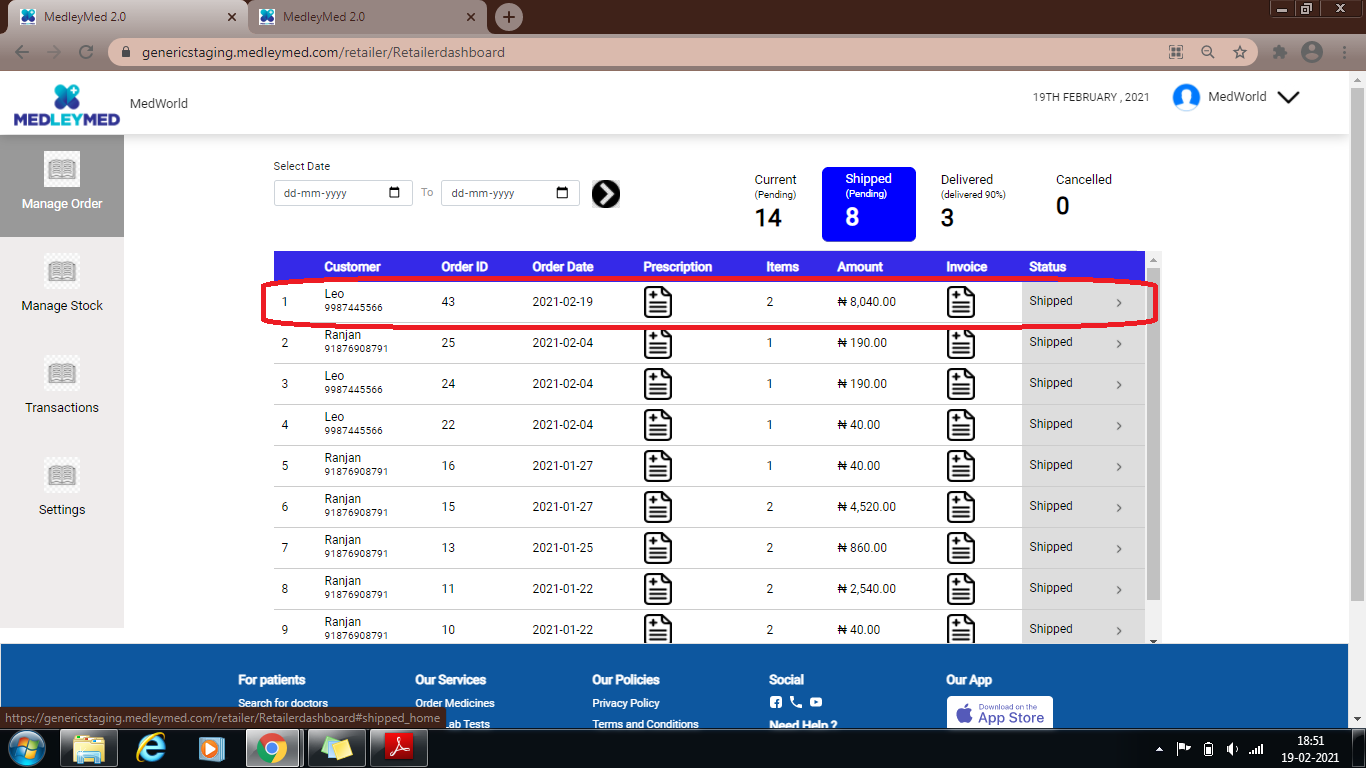 MedleyMed 2.0
MedleyMed 2.0
genericstaging.medleymed.com/retailer/Retailerdashboard
MEDLEYMED
MedWorld
19TH FEBRUARY , 2021
MedWorld
Manage Order
Manage Stock
Transactions
Settings
Select Date
dd-mm-yyyy To dd-mm-yyyy
Current
(Pending)
14
Shipped
(Pending)
8
Delivered
(delivered 90%)
3
Cancelled
0
Customer Order ID Order Date Prescription Items Amount Invoice Status
1 Leo 43 2021-02-19 2 ₦ 8,040.00 Shipped
9987445566
2 Ranjan 25 2021-02-04 1 ₦ 190.00 Shipped
91876908791
3 Leo 24 2021-02-04 1 ₦ 190.00 Shipped
9987445566
4 Leo 22 2021-02-04 1 ₦ 40.00 Shipped
9987445566
5 Ranjan 16 2021-01-27 1 ₦ 40.00 Shipped
91876908791
6 Ranjan 15 2021-01-27 2 ₦ 4,520.00 Shipped
91876908791
7 Ranjan 13 2021-01-25 2 ₦ 860.00 Shipped
91876908791
8 Ranjan 11 2021-01-22 2 ₦ 2,540.00 Shipped
91876908791
9 Ranjan 10 2021-01-22 2 ₦ 40.00 Shipped
91876908791
For patients
Search for doctors
Our Services
Order Medicines
Lab Tests
Our Policies
Privacy Policy
Terms and Conditions
Social
Need Help ?
Our App
Download on the
App Store
https://genericstaging.medleymed.com/retailer/Retailerdashboard#shipped_home
18:51
19-02-2021